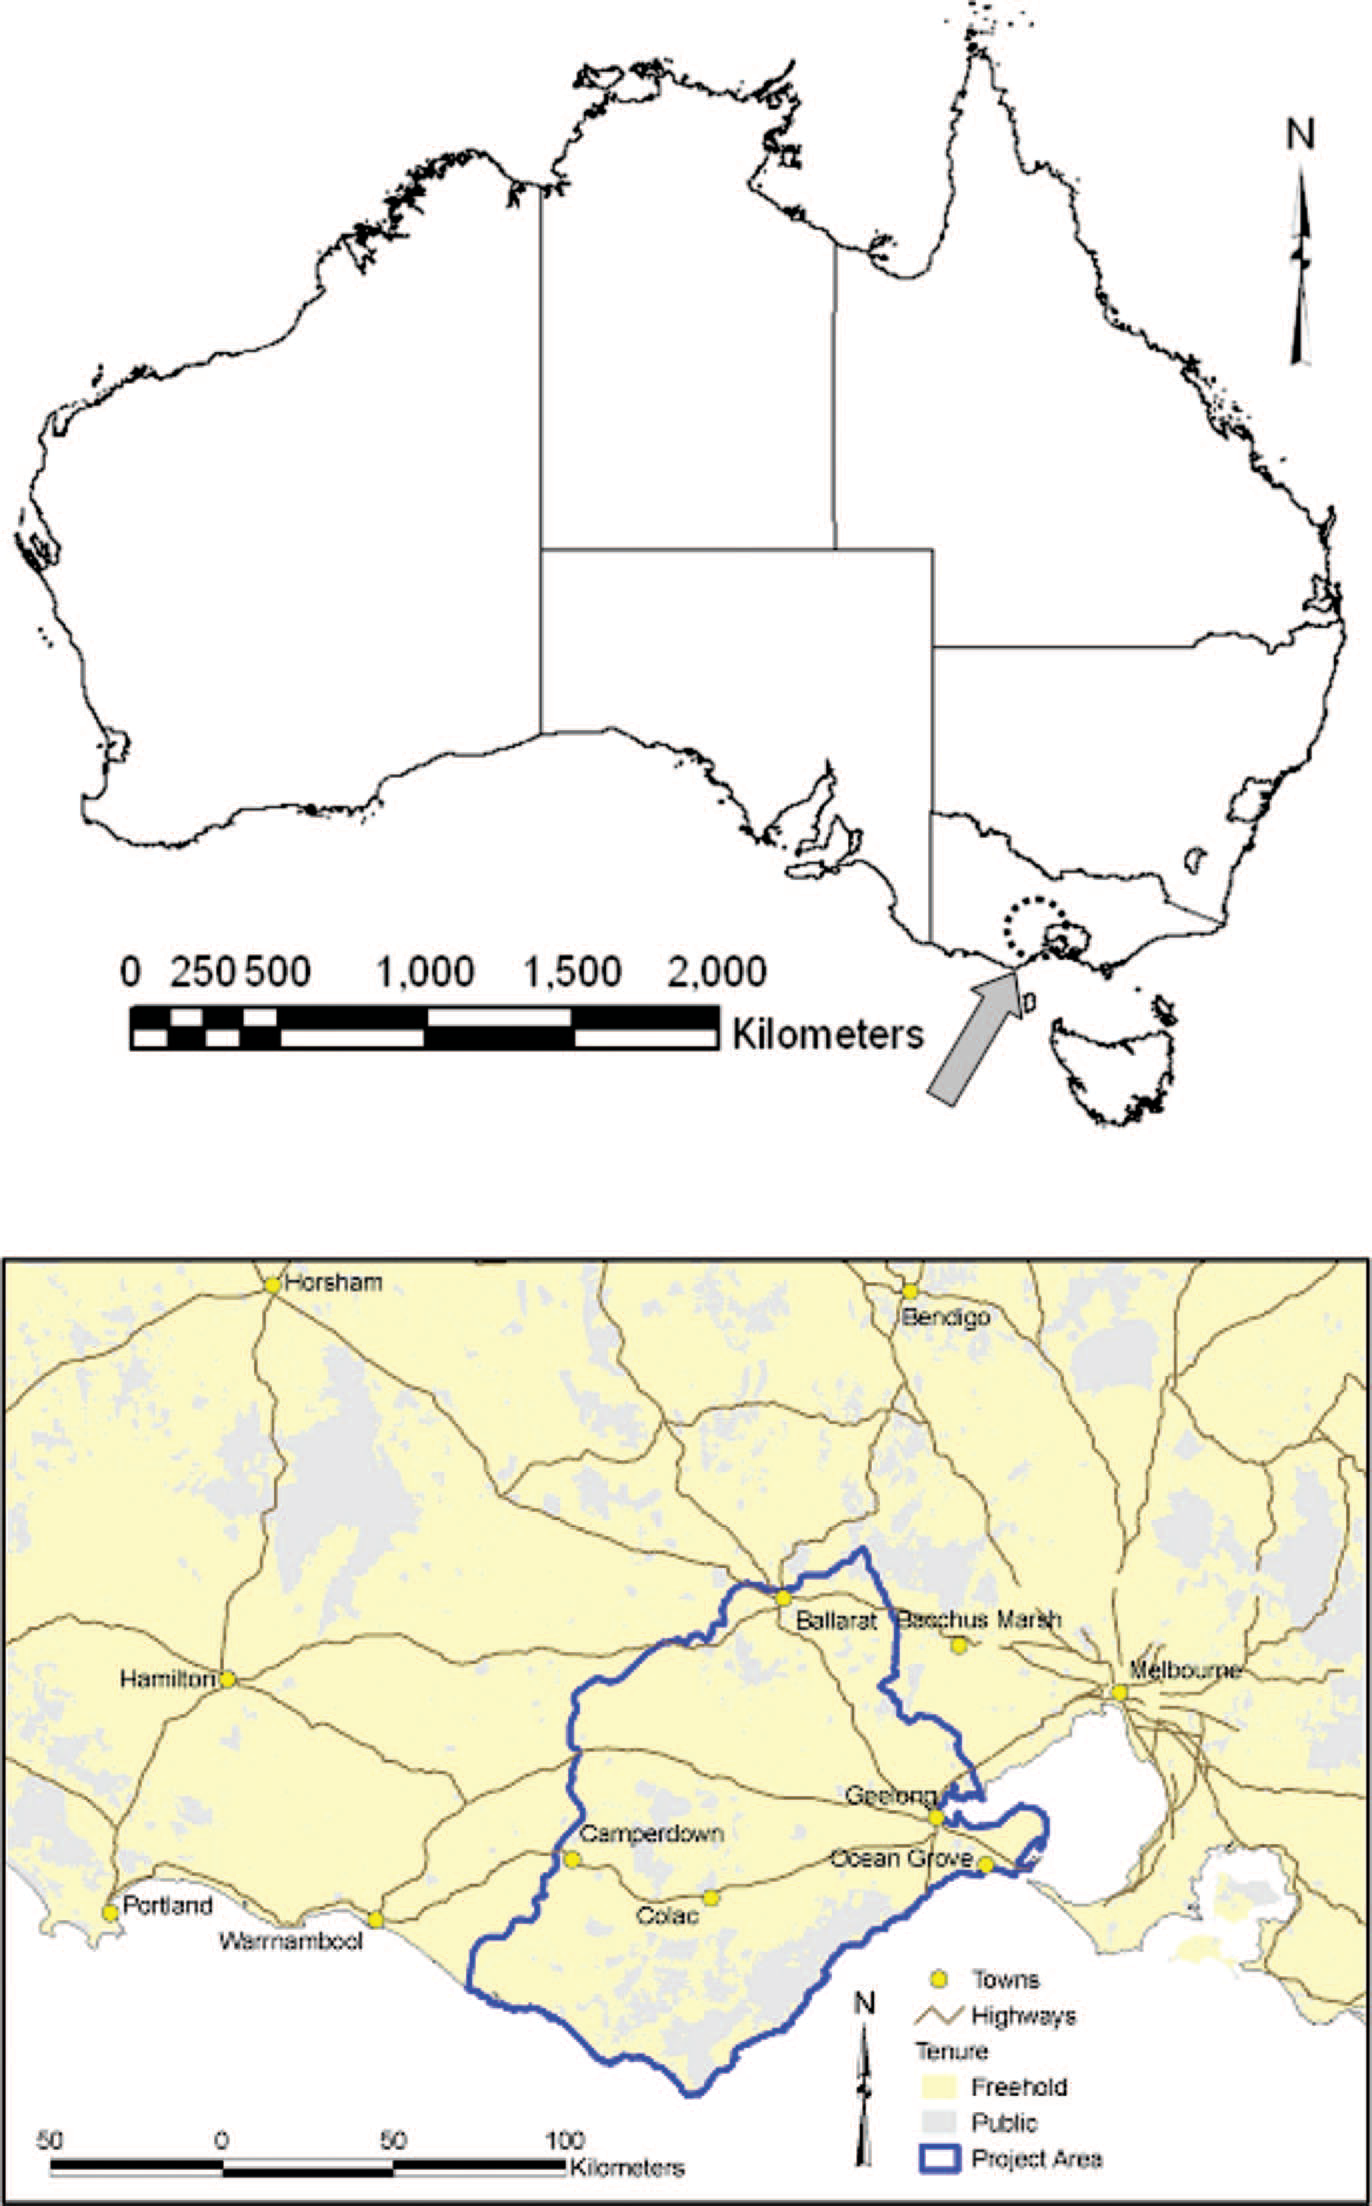 N
0 250 500 1,000 1,500 2,000
Kilometers
Horsham
Bendigo
Ballarat
Bacchus Marsh
Hamilton
Melbourne
Geelong
Camperdown
Ocean Grove
Portland
Colac
Warrnambool
Towns
N
Highways
Tenure
Freehold
Public
50 0 50 100
Kilometers
Project Area